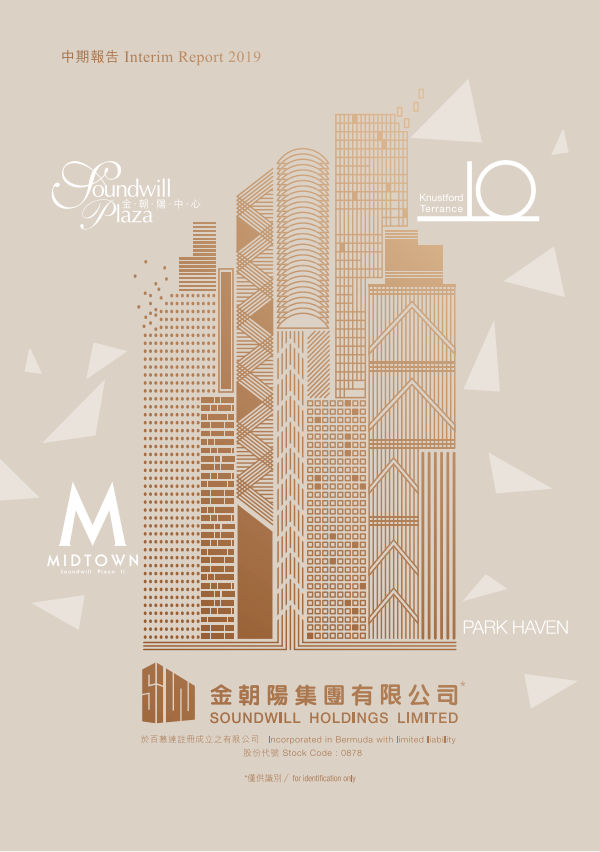 中期報告 Interim Report 2019
Soundwill
金·朝·陽·中·心
Plaza
Knustford
Terrance
10
M
MIDTOWN
Soundwill Plaza II
PARK HAVEN
金朝陽集團有限公司*
SOUNDWILL HOLDINGS LIMITED
於百慕達註冊成立之有限公司 Incorporated in Bermuda with limited liability
股份代號 Stock Code : 0878
*僅供識別 / for identification only